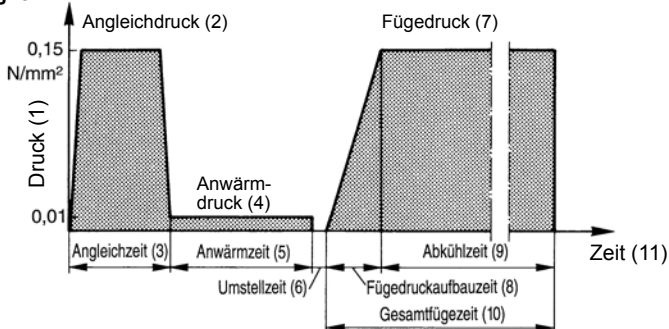 Angleichdruck (2)
Fügedruck (7)
0,15
N/mm²
Druck (1)
Anwärm-
druck (4)
0,01
Angleichzeit (3)
Anwärmzeit (5)
Abkühlzeit (9)
Zeit (11)
Umstellzeit (6)
Fügedruckaufbauzeit (8)
Gesamtfügezeit (10)